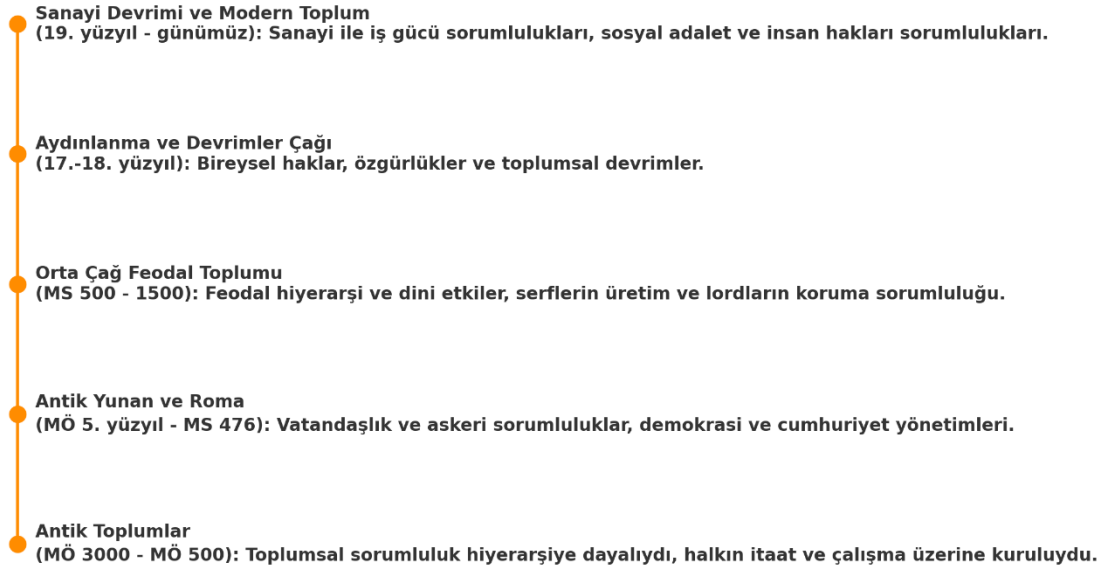 Sanayi Devrimi ve Modern Toplum
(19. yüzyıl - günümüz): Sanayi ile iş gücü sorumlulukları, sosyal adalet ve insan hakları sorumlulukları.
Aydınlanma ve Devrimler Çağı
(17.-18. yüzyıl): Bireysel haklar, özgürlükler ve toplumsal devrimler.
Orta Çağ Feodal Toplumu
(MS 500 - 1500): Feodal hiyerarşi ve dini etkiler, serflerin üretim ve lordların koruma sorumluluğu.
Antik Yunan ve Roma
(MÖ 5. yüzyıl - MS 476): Vatandaşlık ve askeri sorumluluklar, demokrasi ve cumhuriyet yönetimleri.
Antik Toplumlar
(MÖ 3000 - MÖ 500): Toplumsal sorumluluk hiyerarşiye dayalıydı, halkın itaat ve çalışma üzerine kuruluydu.